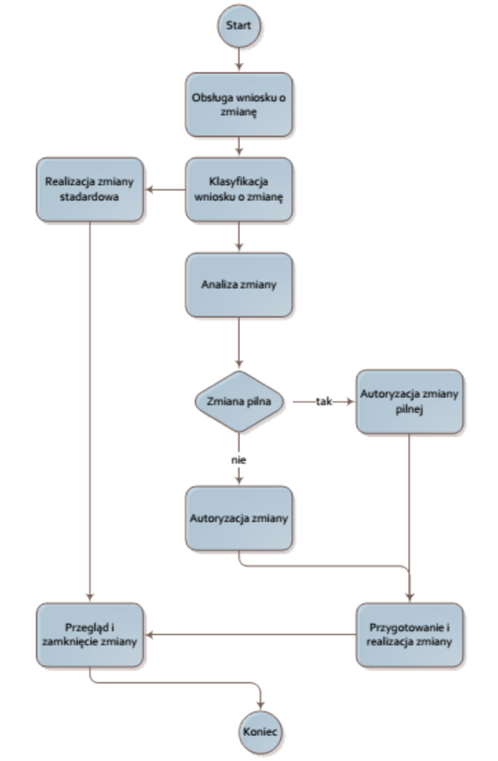 Start
Obsługa wniosku o
zmianę
Realizacja zmiany
stadardowa
Klasyfikacja
wniosku o zmianę
Analiza zmiany
Zmiana pilna
tak
Autoryzacja zmiany
pilnej
nie
Autoryzacja zmiany
Przegląd i
zamknięcie zmiany
Przygotowanie i
realizacja zmiany
Koniec